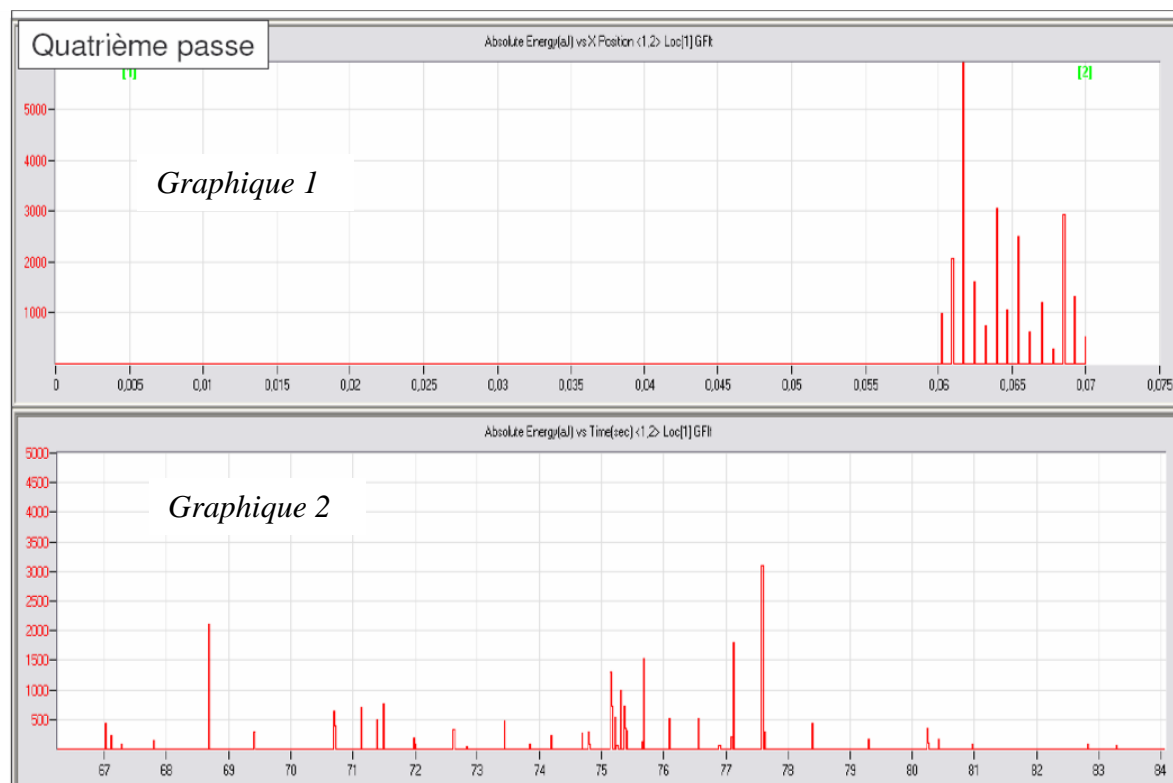 Quatrième passe
Absolute Energy(aJ) vs X Position <1,2> Loc[1] GFlt
[1]
[2]
5000
4000
3000
2000
1000
Graphique 1
0 0,005 0,01 0,015 0,02 0,025 0,03 0,035 0,04 0,045 0,05 0,055 0,06 0,065 0,07 0,075
Absolute Energy(aJ) vs Time(sec) <1,2> Loc[1] GFlt
5000
4500
4000
3500
3000
2500
2000
1500
1000
500
Graphique 2
67 68 69 70 71 72 73 74 75 76 77 78 79 80 81 82 83 84